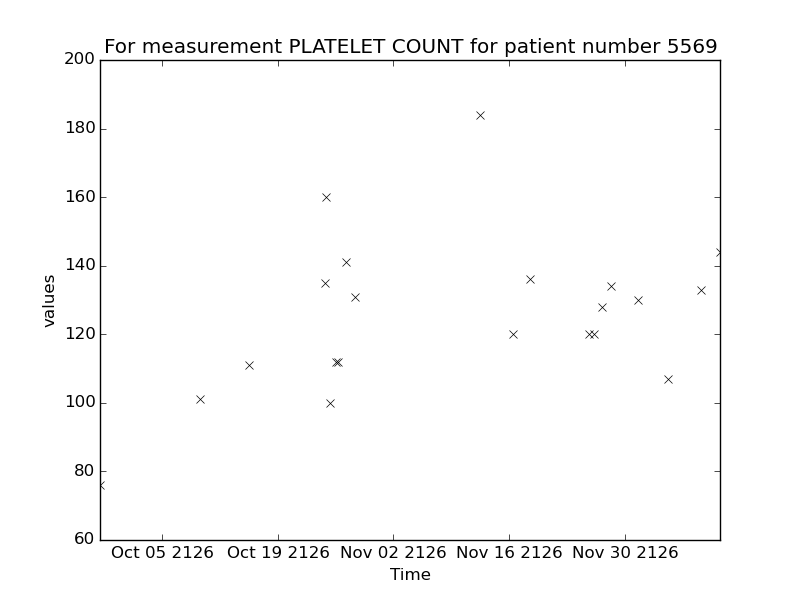 For measurement PLATELET COUNT for patient number 5569
200
180
160
140
120
100
80
60
values
Oct 05 2126 Oct 19 2126 Nov 02 2126 Nov 16 2126 Nov 30 2126
Time